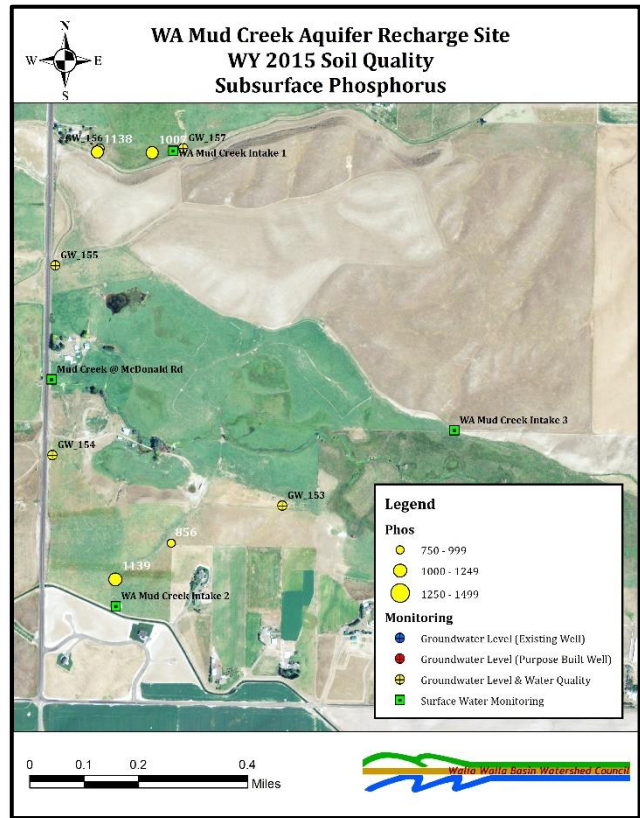 N
W E
S
WA Mud Creek Aquifer Recharge Site
WY 2015 Soil Quality
Subsurface Phosphorus
GW_156 1138 1007 GW_157
WA Mud Creek Intake 1
GW_155
Mud Creek @ McDonald Rd
WA Mud Creek Intake 3
GW_154
GW_153
856
1139
WA Mud Creek Intake 2
Legend
Phos
750 - 999
1000 - 1249
1250 - 1499
Monitoring
Groundwater Level (Existing Well)
Groundwater Level (Purpose Built Well)
Groundwater Level & Water Quality
Surface Water Monitoring
0 0.1 0.2 0.4
Miles
Walla Walla Basin Watershed Council